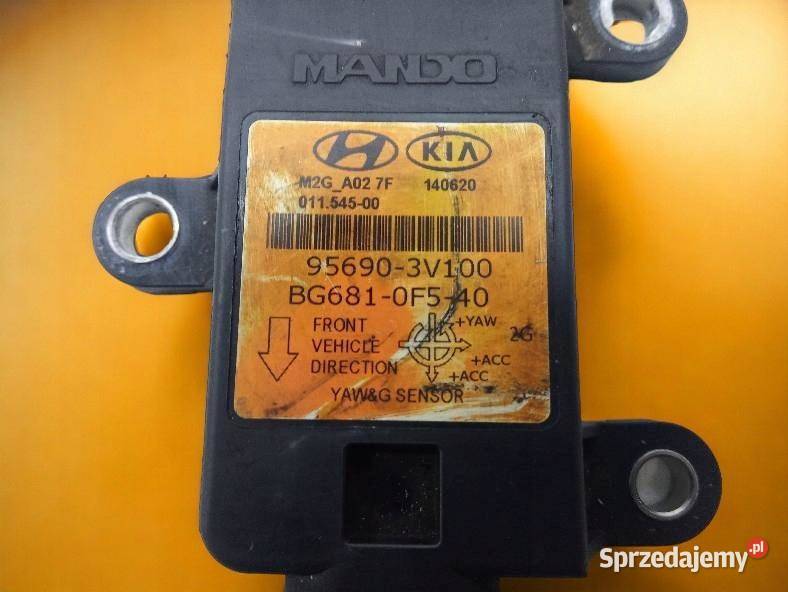 MANDO
HYUNDAI KIA
M2G_A02 7F 140620
011.545-00
95690-3V100
BG681-0F5-40
FRONT
VEHICLE
DIRECTION
+YAW
2G
+ACC
+ACC
YAW&G SENSOR
Sprzedajemy.pl